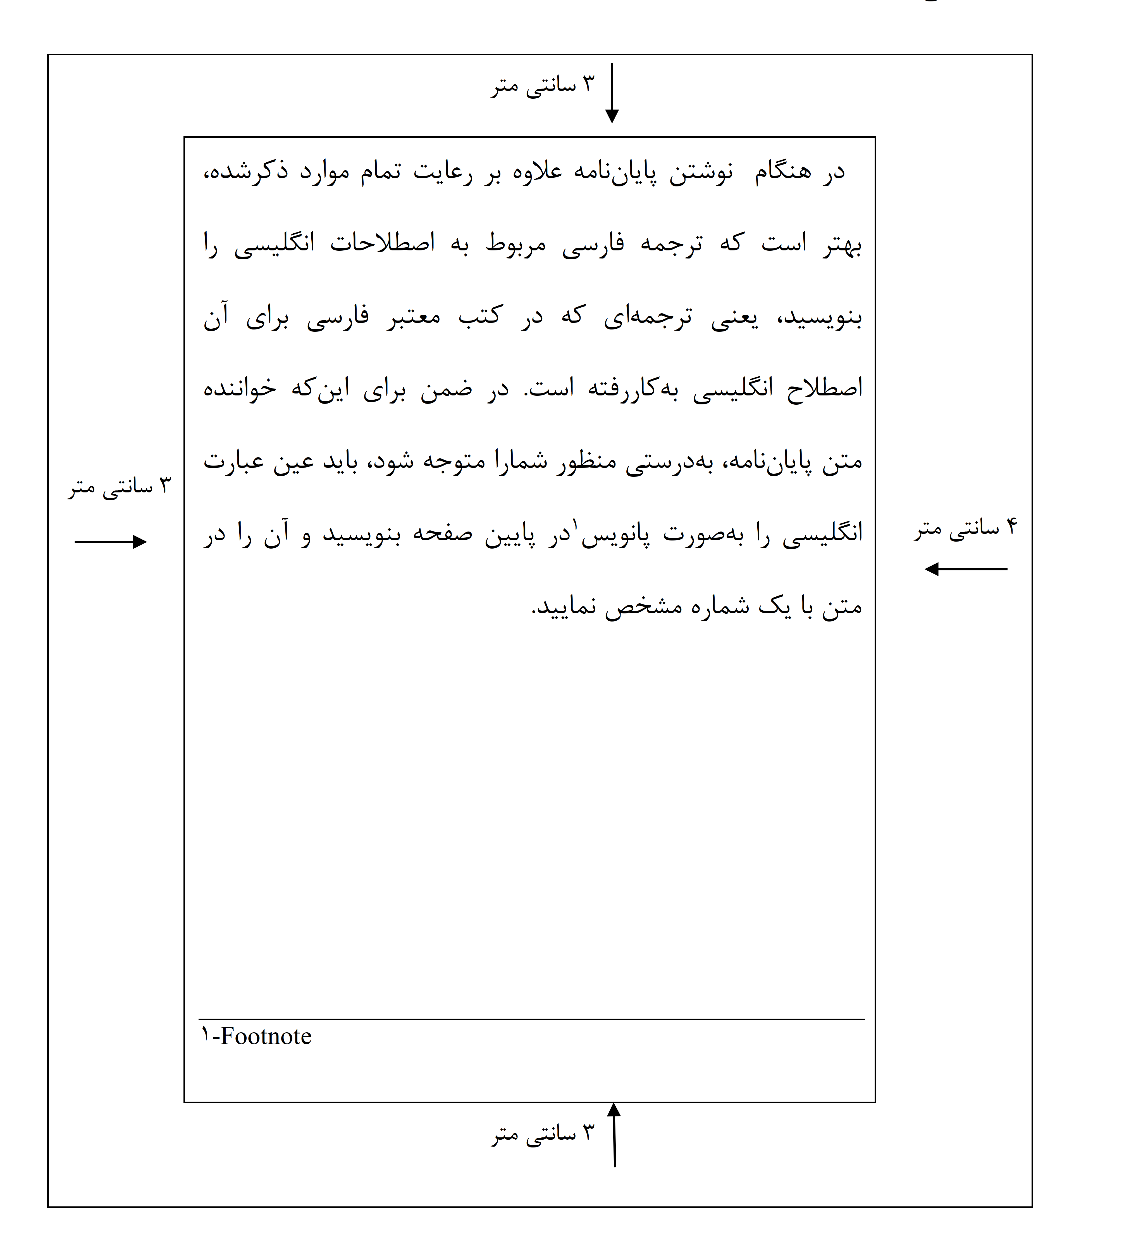 ۳ سانتی متر
در هنگام نوشتن پایان‌نامه علاوه بر رعایت تمام موارد ذکرشده،
بهتر است که ترجمه فارسی مربوط به اصطلاحات انگلیسی را
بنویسید، یعنی ترجمه‌ای که در کتب معتبر فارسی برای آن
اصطلاح انگلیسی به‌کاررفته است. در ضمن برای این‌که خواننده
متن پایان‌نامه، به‌درستی منظور شمارا متوجه شود، باید عین عبارت
۳ سانتی متر
۴ سانتی متر
انگلیسی را به‌صورت پانویس۱در پایین صفحه بنویسید و آن را در
متن با یک شماره مشخص نمایید.
۱-Footnote
۳ سانتی متر